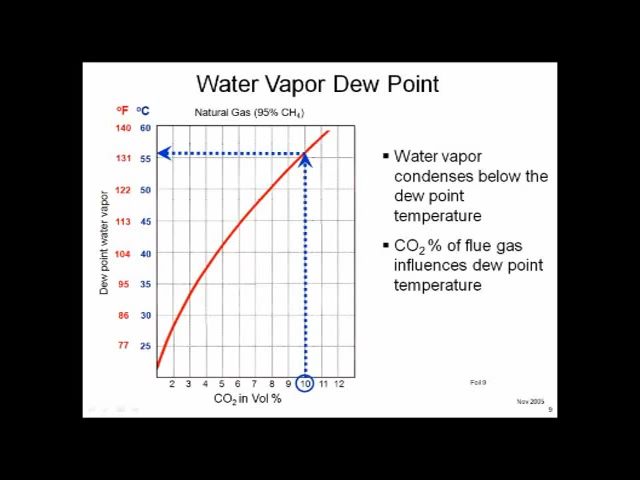 Water Vapor Dew Point
°F °C
Natural Gas (95% CH₄)
140 60
131 55
122 50
113 45
104 40
95 35
86 30
77 25
Dew point water vapor
2 3 4 5 6 7 8 9 10 11 12
CO₂ in Vol %
▪ Water vapor
condenses below the
dew point
temperature
▪ CO₂ % of flue gas
influences dew point
temperature
Foil 9
Nov 2005
9